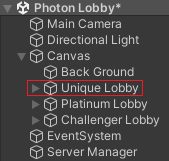 Photon Lobby*
Main Camera
Directional Light
Canvas
Back Ground
Unique Lobby
Platinum Lobby
Challenger Lobby
EventSystem
Server Manager